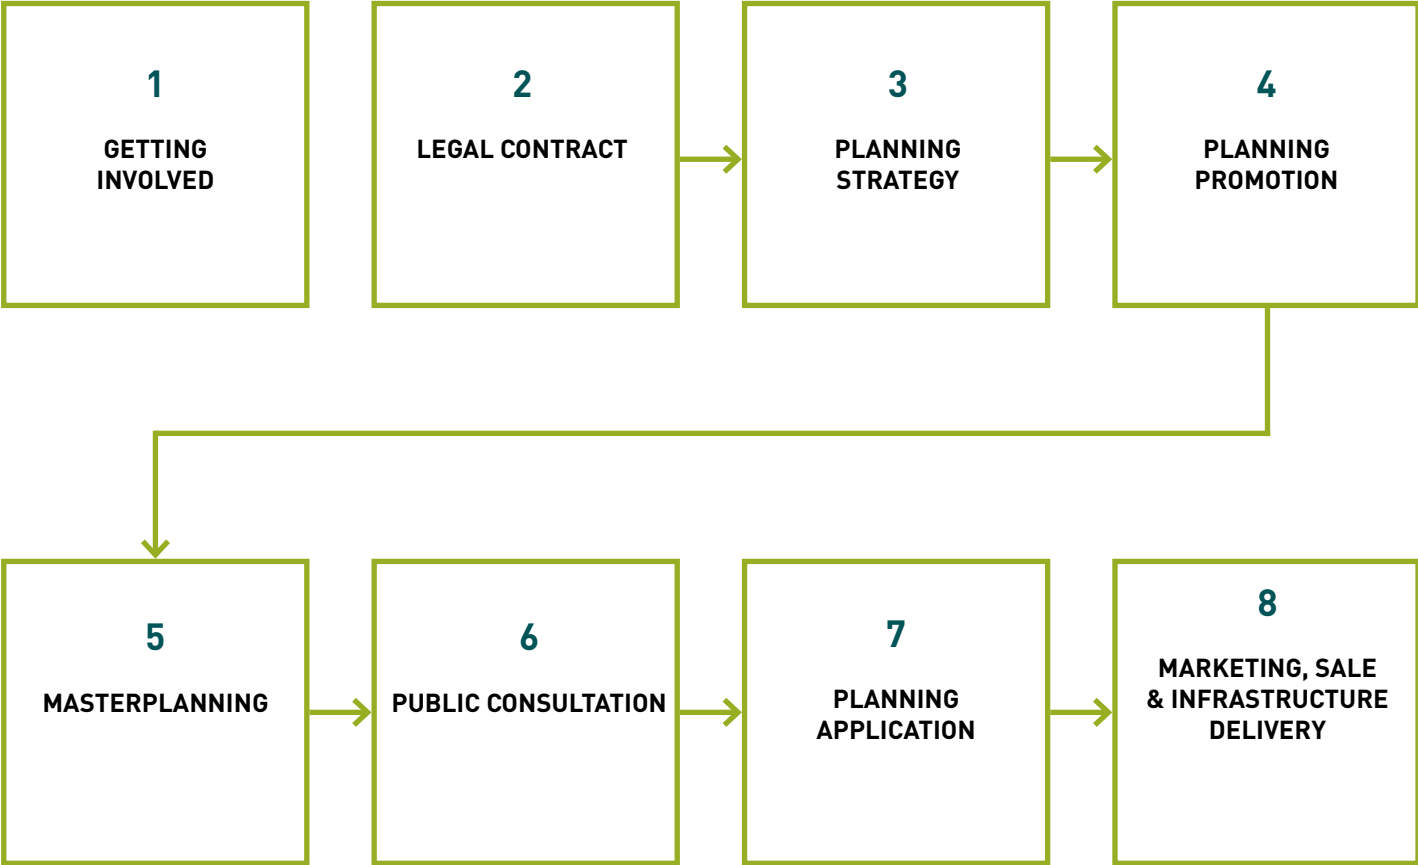 1
GETTING
INVOLVED
2
LEGAL CONTRACT
3
PLANNING
STRATEGY
4
PLANNING
PROMOTION
5
MASTERPLANNING
6
PUBLIC CONSULTATION
7
PLANNING
APPLICATION
8
MARKETING, SALE
& INFRASTRUCTURE
DELIVERY